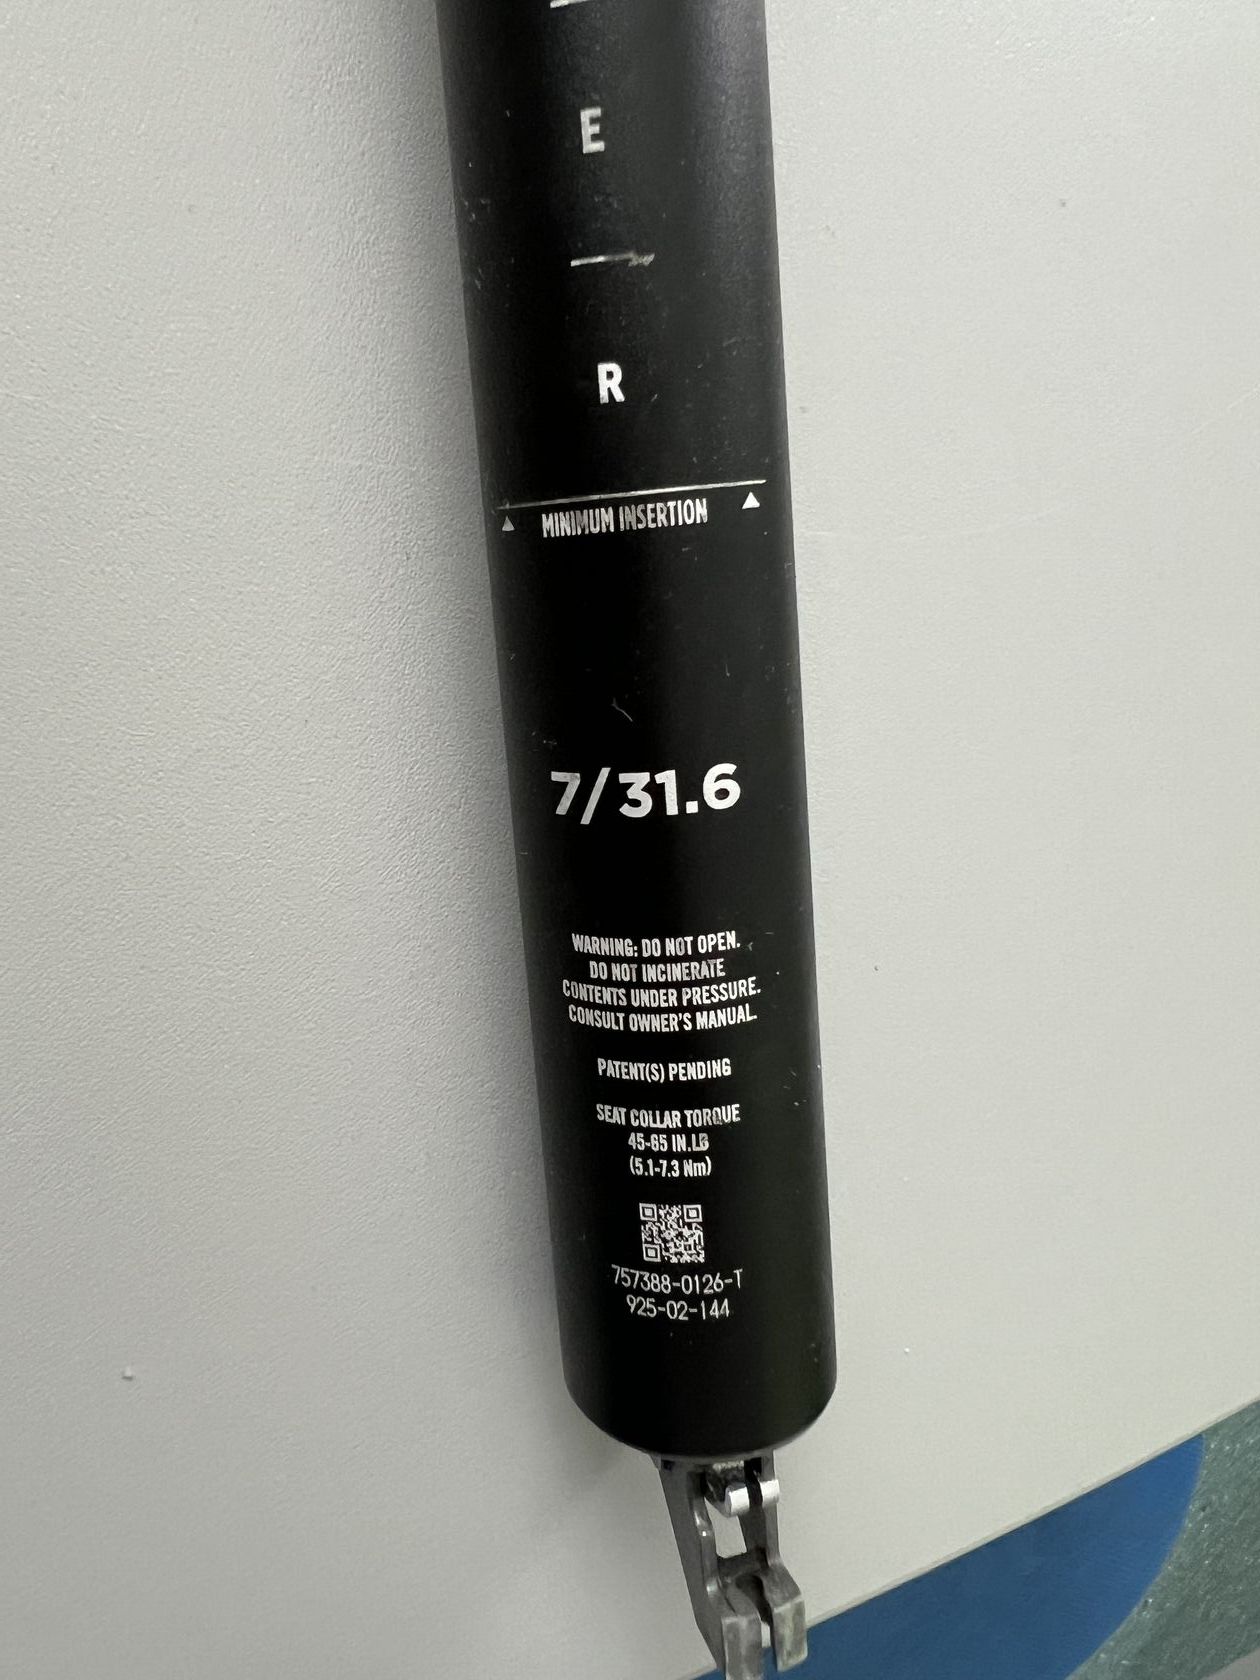 E
R
MINIMUM INSERTION
7/31.6
WARNING: DO NOT OPEN.
DO NOT INCINERATE
CONTENTS UNDER PRESSURE.
CONSULT OWNER'S MANUAL.
PATENT(S) PENDING
SEAT COLLAR TORQUE
45-65 IN.LB
(5.1-7.3 Nm)
757388-0126-T
925-02-144